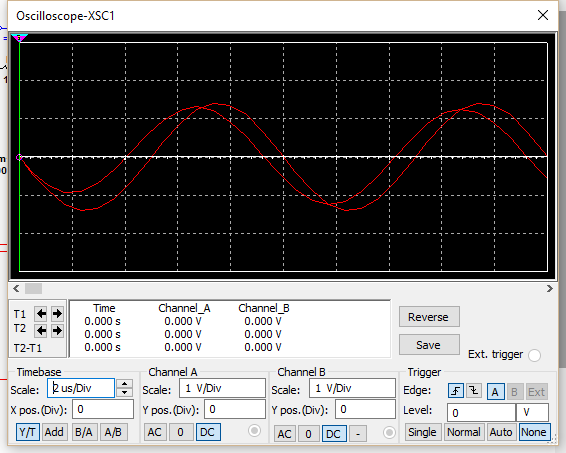 Oscilloscope-XSC1
Time Channel_A Channel_B
T1 0.000 s 0.000 V 0.000 V
T2 0.000 s 0.000 V 0.000 V
T2-T1 0.000 s 0.000 V 0.000 V
Reverse
Save
Ext. trigger
Timebase
Scale: 2 us/Div
X pos.(Div): 0
Y/T Add B/A A/B
Channel A
Scale: 1 V/Div
Y pos.(Div): 0
AC 0 DC
Channel B
Scale: 1 V/Div
Y pos.(Div): 0
AC 0 DC -
Trigger
Edge: A B Ext
Level: 0 V
Single Normal Auto None